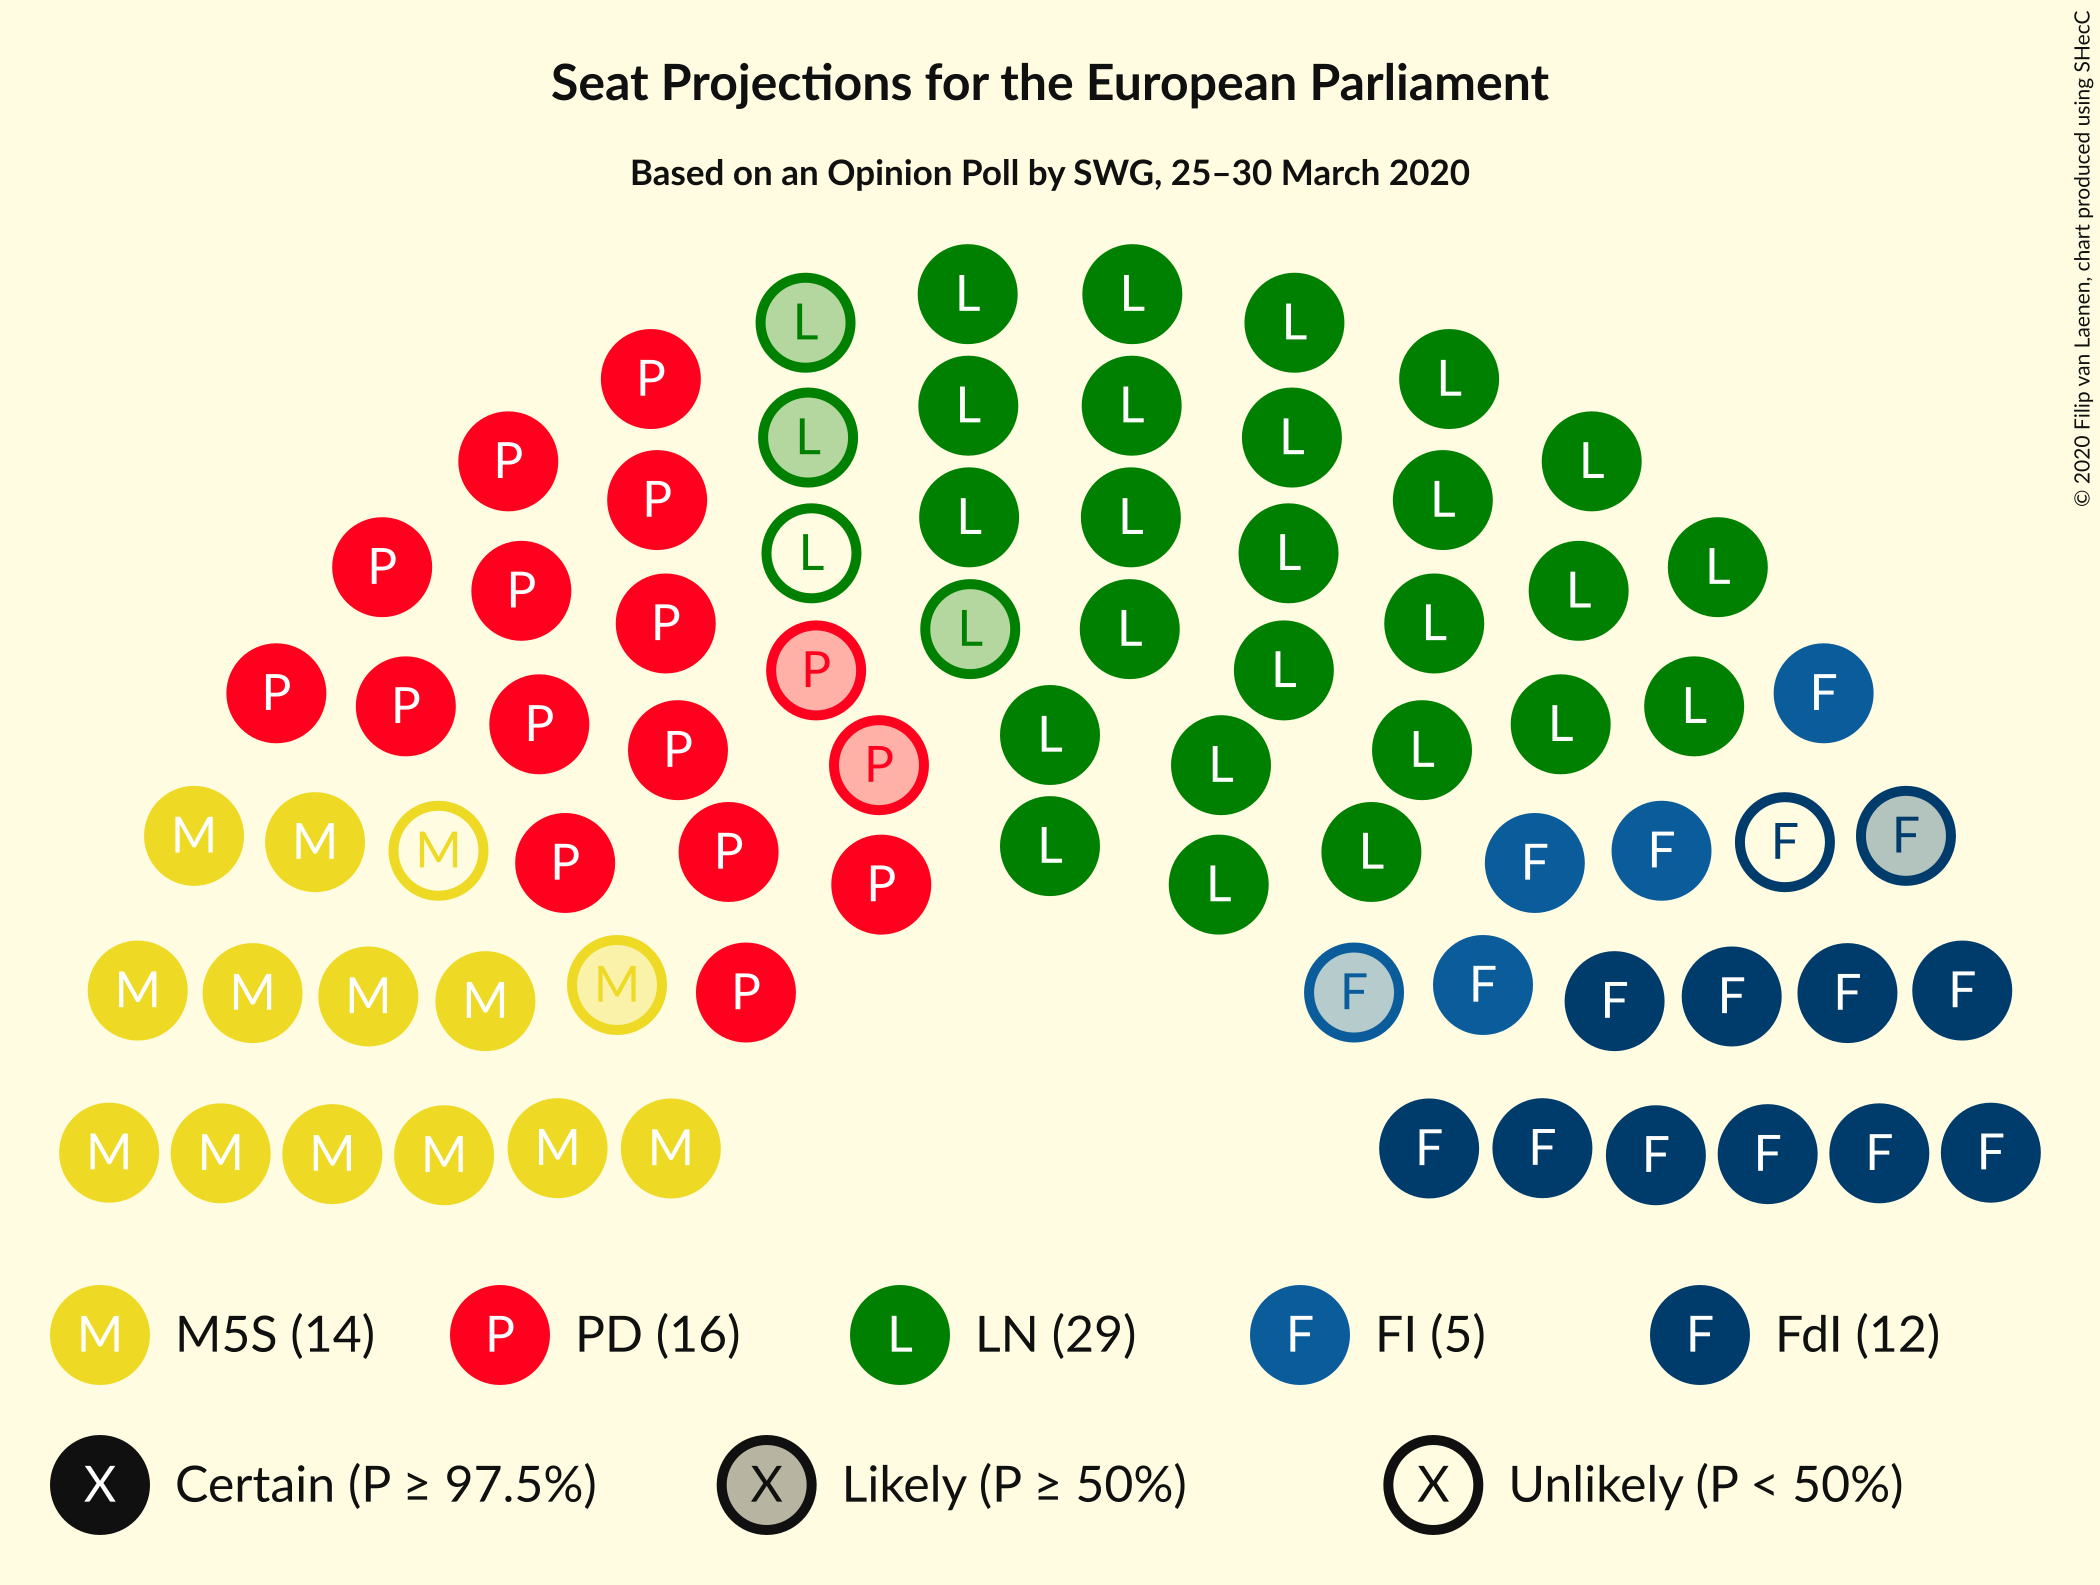 Seat Projections for the European Parliament
Based on an Opinion Poll by SWG, 25–30 March 2020
© 2020 Filip van Laenen, chart produced using SHecC
L L L L
P L
L L L L
P L
P P L L
L L L L
P P L L
P P L L
P L L L
P P P P L L L F
L
P L
M M M P P P L L L F F F F
M M M M M P F F F F F F
M M M M M M F F F F F F
M M5S (14) P PD (16) L LN (29) F FI (5) F FdI (12)
X Certain (P ≥ 97.5%) X Likely (P ≥ 50%) X Unlikely (P < 50%)